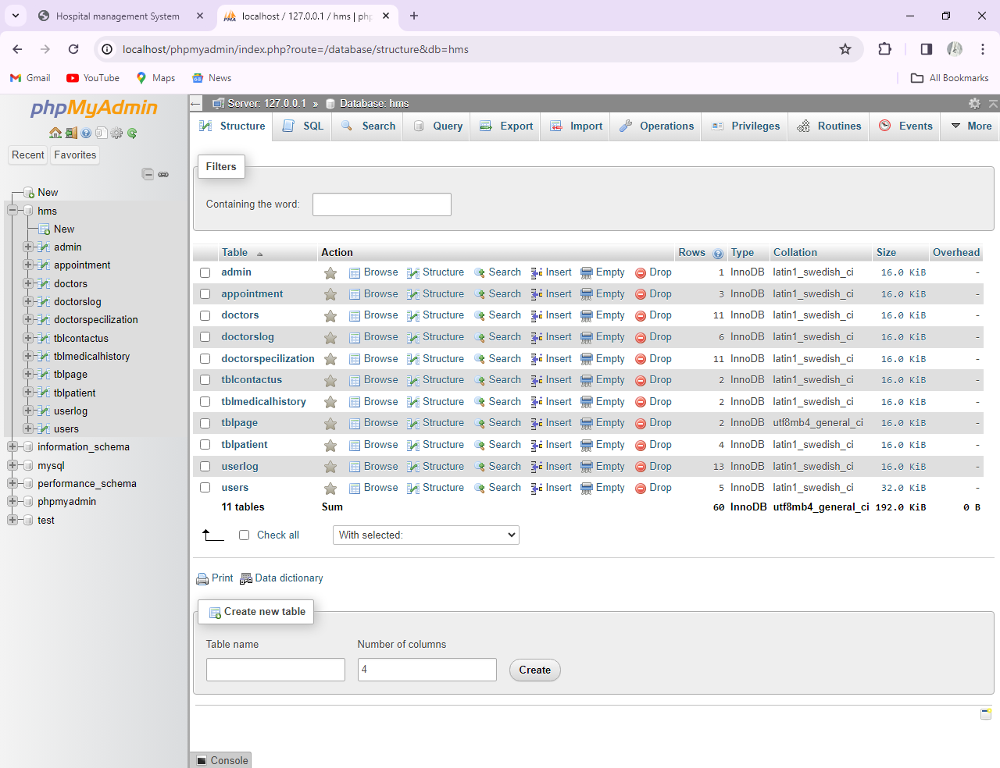 Hospital management System
localhost / 127.0.0.1 / hms | php
localhost/phpmyadmin/index.php?route=/database/structure&db=hms
Gmail YouTube Maps News All Bookmarks
phpMyAdmin
Recent Favorites
New
hms
New
admin
appointment
doctors
doctorslog
doctorspecilization
tblcontactus
tblmedicalhistory
tblpage
tblpatient
userlog
users
information_schema
mysql
performance_schema
phpmyadmin
test
Server: 127.0.0.1 » Database: hms
Structure SQL Search Query Export Import Operations Privileges Routines Events More
Filters
Containing the word:
Table Action Rows Type Collation Size Overhead
admin Browse Structure Search Insert Empty Drop 1 InnoDB latin1_swedish_ci 16.0 KiB -
appointment Browse Structure Search Insert Empty Drop 3 InnoDB latin1_swedish_ci 16.0 KiB -
doctors Browse Structure Search Insert Empty Drop 11 InnoDB latin1_swedish_ci 16.0 KiB -
doctorslog Browse Structure Search Insert Empty Drop 6 InnoDB latin1_swedish_ci 16.0 KiB -
doctorspecilization Browse Structure Search Insert Empty Drop 11 InnoDB latin1_swedish_ci 16.0 KiB -
tblcontactus Browse Structure Search Insert Empty Drop 2 InnoDB latin1_swedish_ci 16.0 KiB -
tblmedicalhistory Browse Structure Search Insert Empty Drop 2 InnoDB latin1_swedish_ci 16.0 KiB -
tblpage Browse Structure Search Insert Empty Drop 2 InnoDB utf8mb4_general_ci 16.0 KiB -
tblpatient Browse Structure Search Insert Empty Drop 4 InnoDB latin1_swedish_ci 16.0 KiB -
userlog Browse Structure Search Insert Empty Drop 13 InnoDB latin1_swedish_ci 16.0 KiB -
users Browse Structure Search Insert Empty Drop 5 InnoDB latin1_swedish_ci 32.0 KiB -
11 tables Sum 60 InnoDB utf8mb4_general_ci 192.0 KiB 0 B
Check all With selected:
Print Data dictionary
Create new table
Table name Number of columns
4 Create
Console